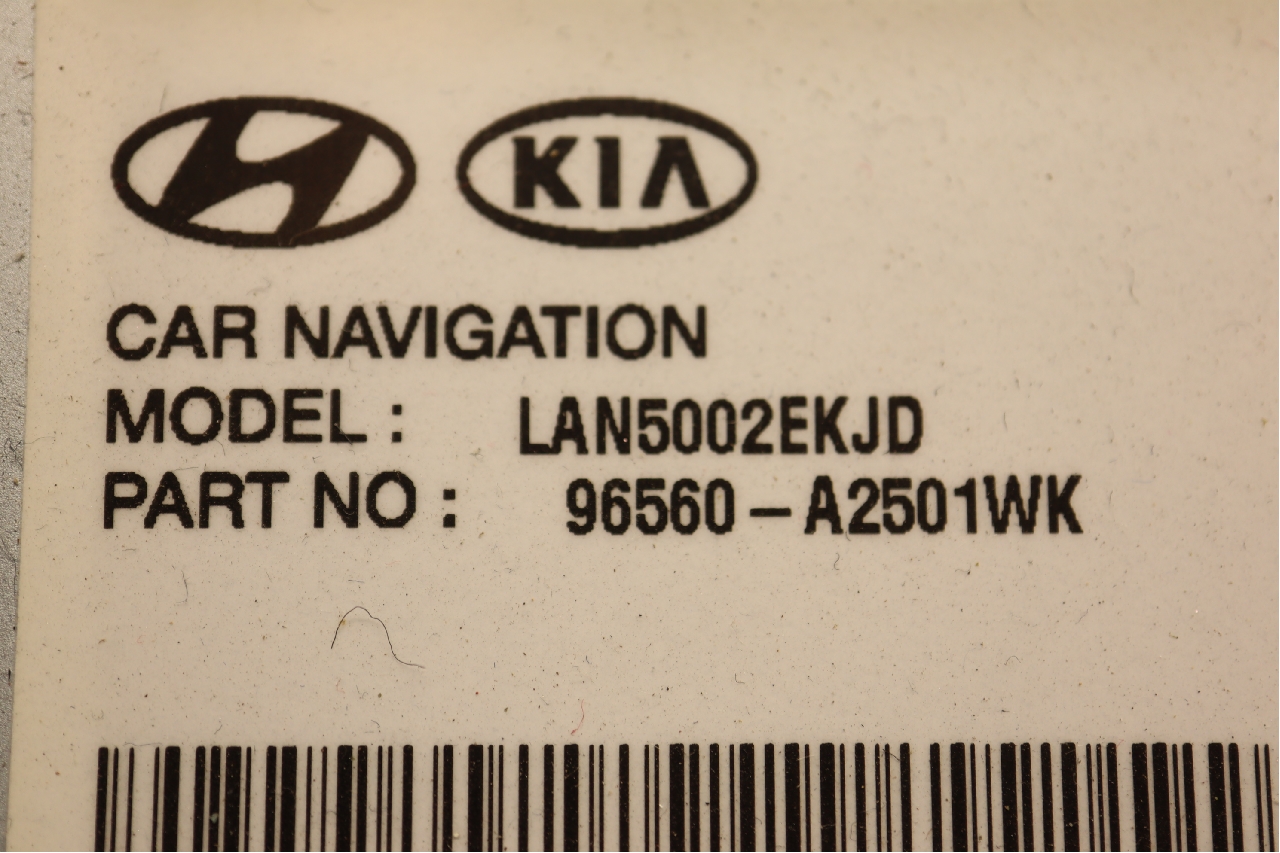 KIA
CAR NAVIGATION
MODEL : LAN5002EKJD
PART NO : 96560-A2501WK